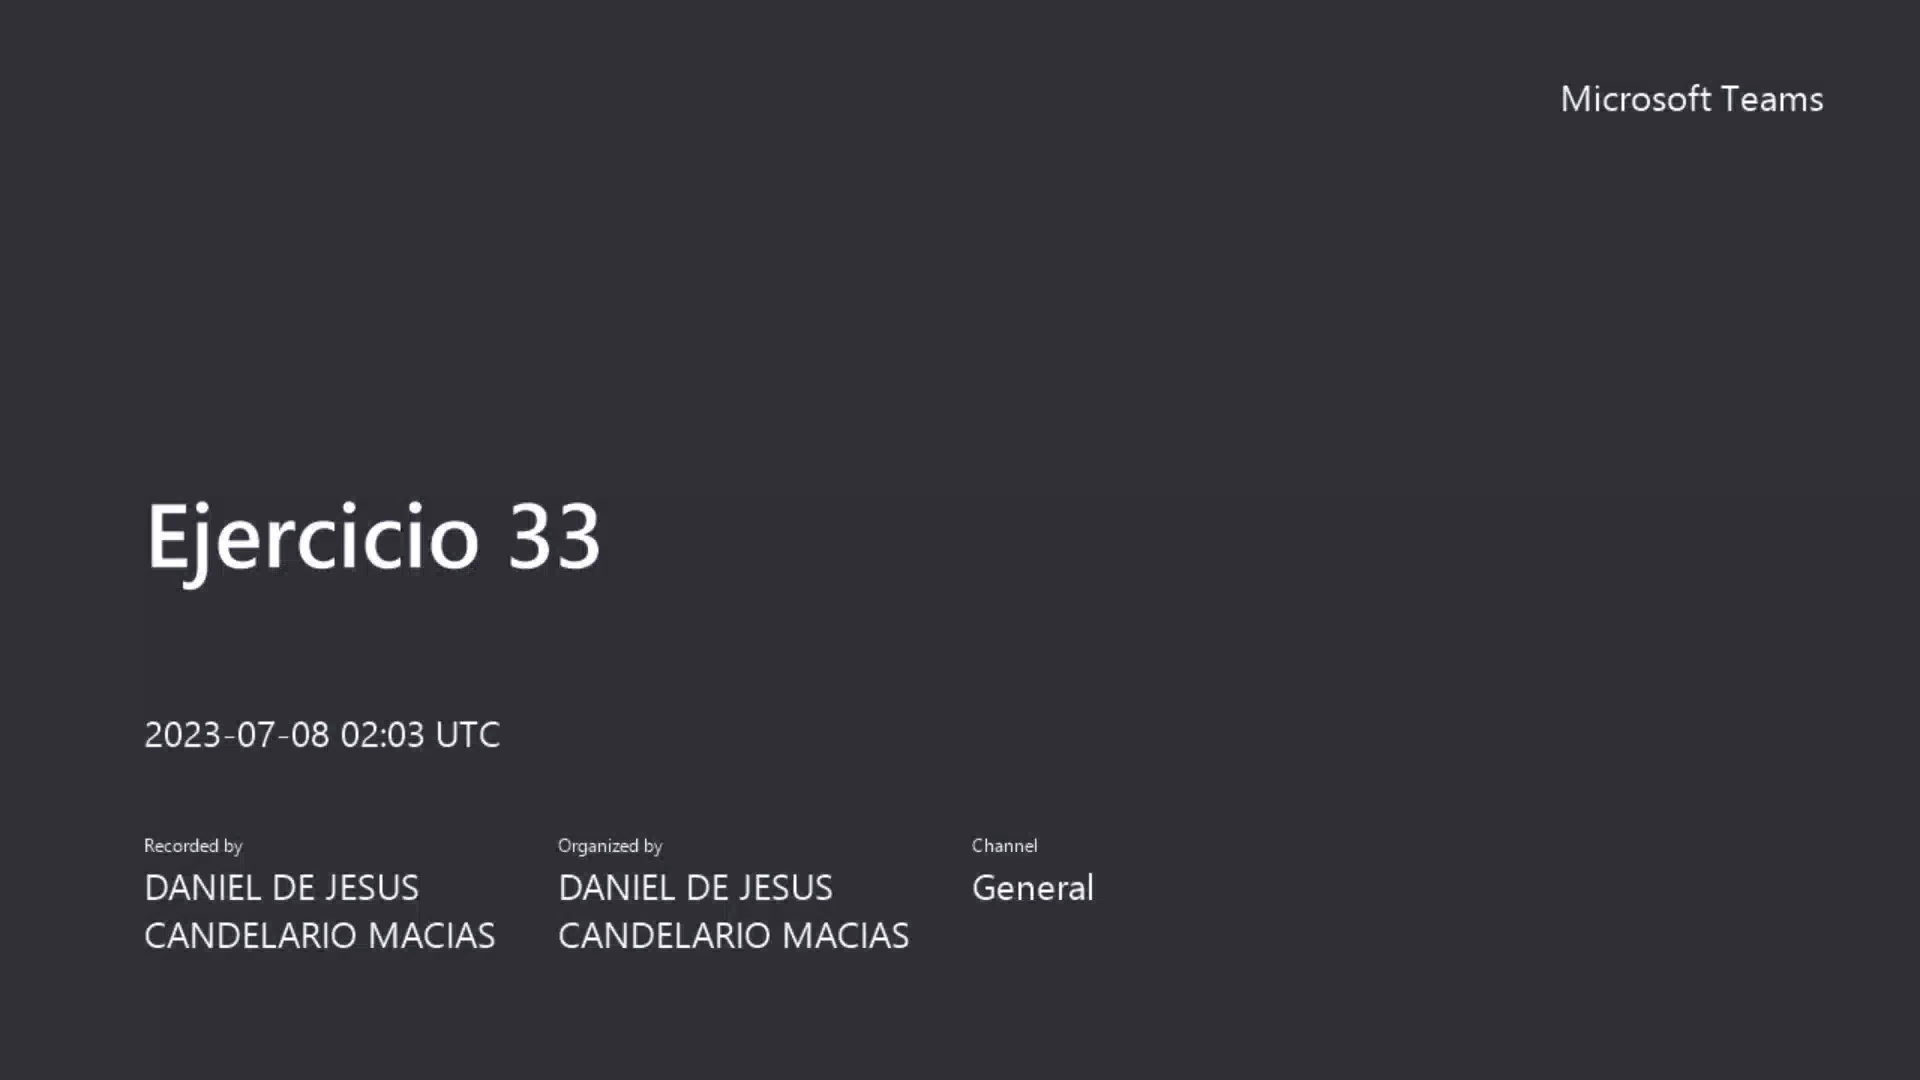 Microsoft Teams
Ejercicio 33
2023-07-08 02:03 UTC
Recorded by
DANIEL DE JESUS
CANDELARIO MACIAS
Organized by
DANIEL DE JESUS
CANDELARIO MACIAS
Channel
General